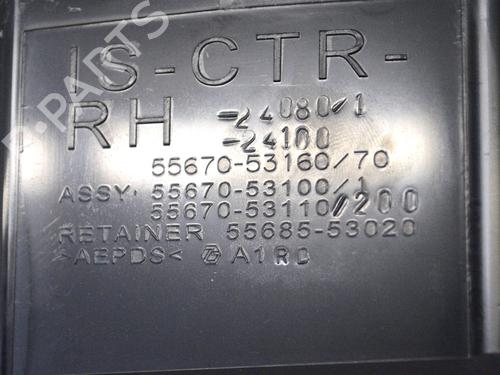 IS-CTR-
RH -24080/1
-24100
55670-53160/70
ASSY. 55670-53100/1
55670-53110/200
RETAINER 55685-53020
>AEPDS< A1RD
B-PARTS